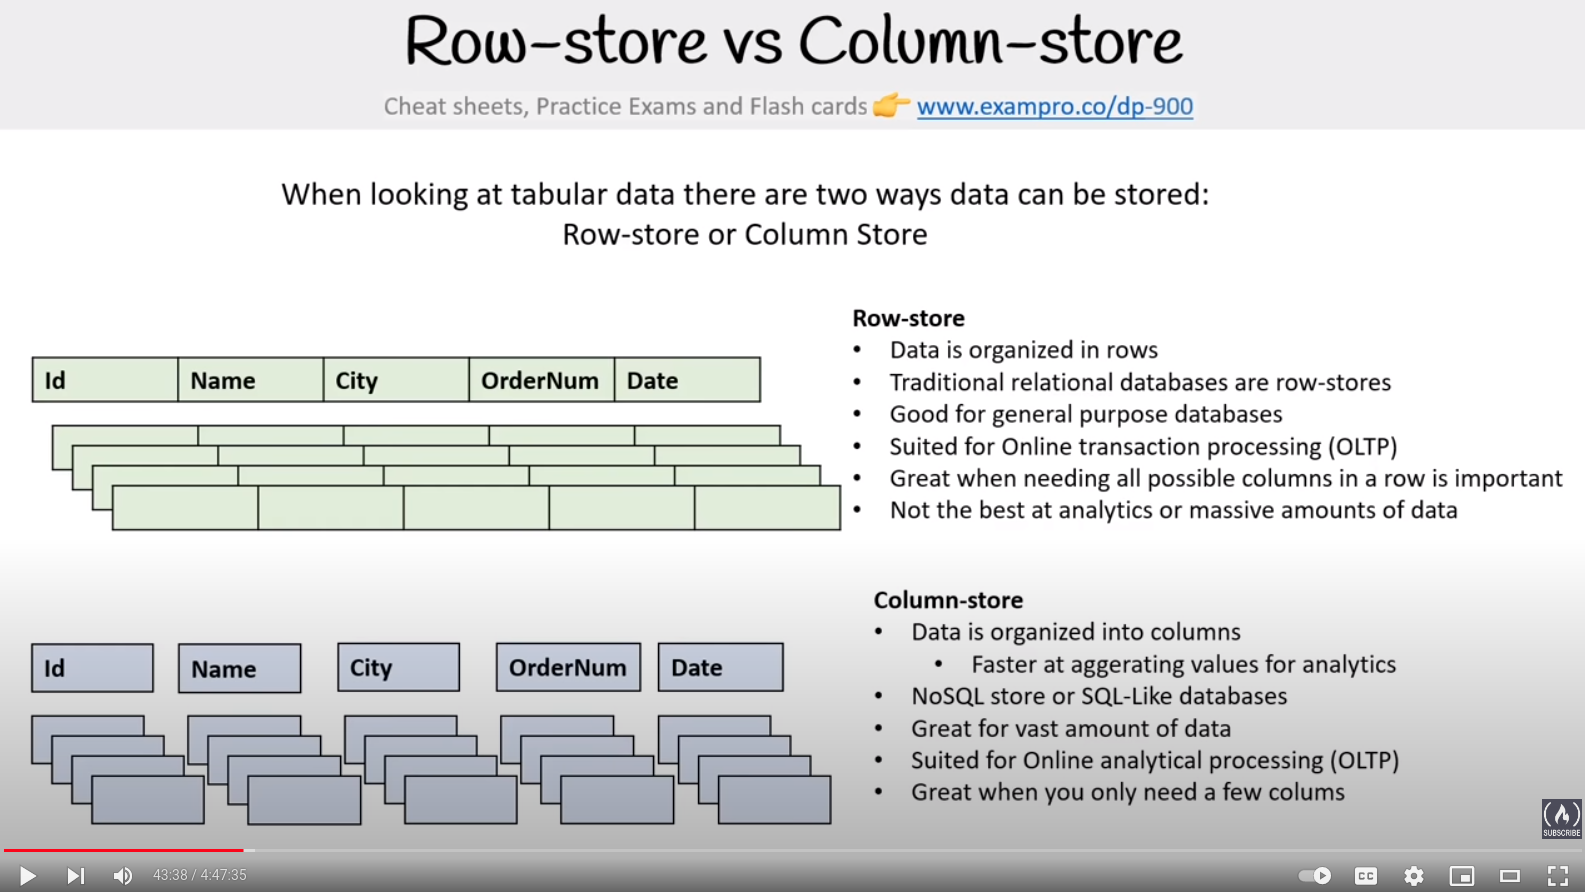 Row-store vs Column-store
Cheat sheets, Practice Exams and Flash cards 👉 www.exampro.co/dp-900
When looking at tabular data there are two ways data can be stored:
Row-store or Column Store
Id Name City OrderNum Date
Row-store
• Data is organized in rows
• Traditional relational databases are row-stores
• Good for general purpose databases
• Suited for Online transaction processing (OLTP)
• Great when needing all possible columns in a row is important
• Not the best at analytics or massive amounts of data
Id Name City OrderNum Date
Column-store
• Data is organized into columns
• Faster at aggerating values for analytics
• NoSQL store or SQL-Like databases
• Great for vast amount of data
• Suited for Online analytical processing (OLTP)
• Great when you only need a few colums
SUBSCRIBE
43:38 / 4:47:35
CC